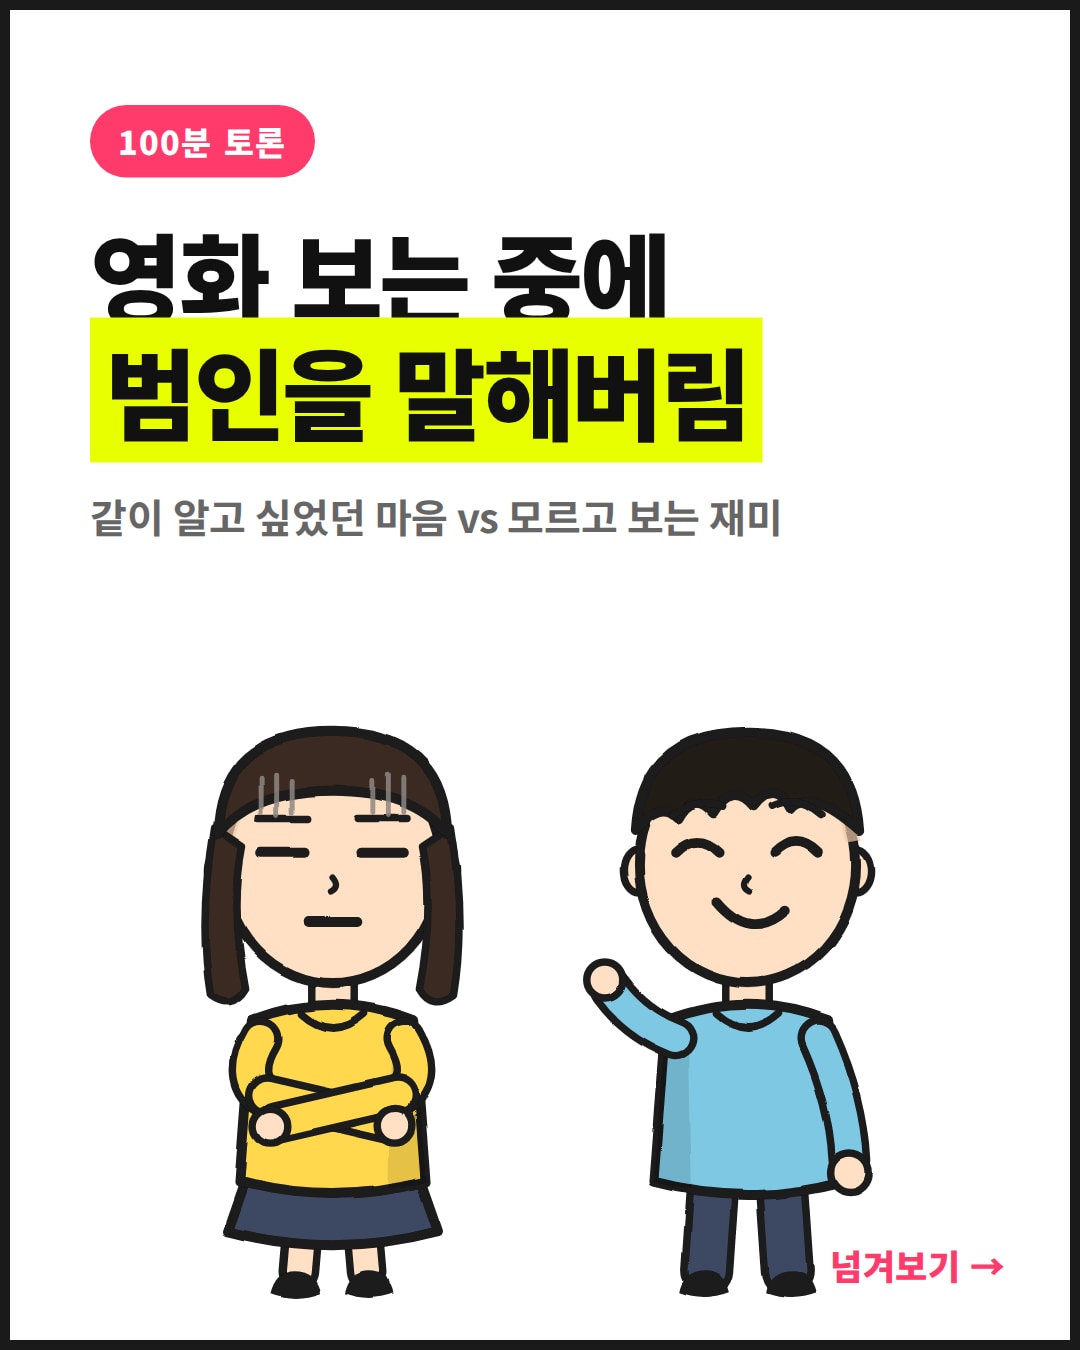 100분 토론
영화 보는 중에
범인을 말해버림
같이 알고 싶었던 마음 vs 모르고 보는 재미
넘겨보기 →